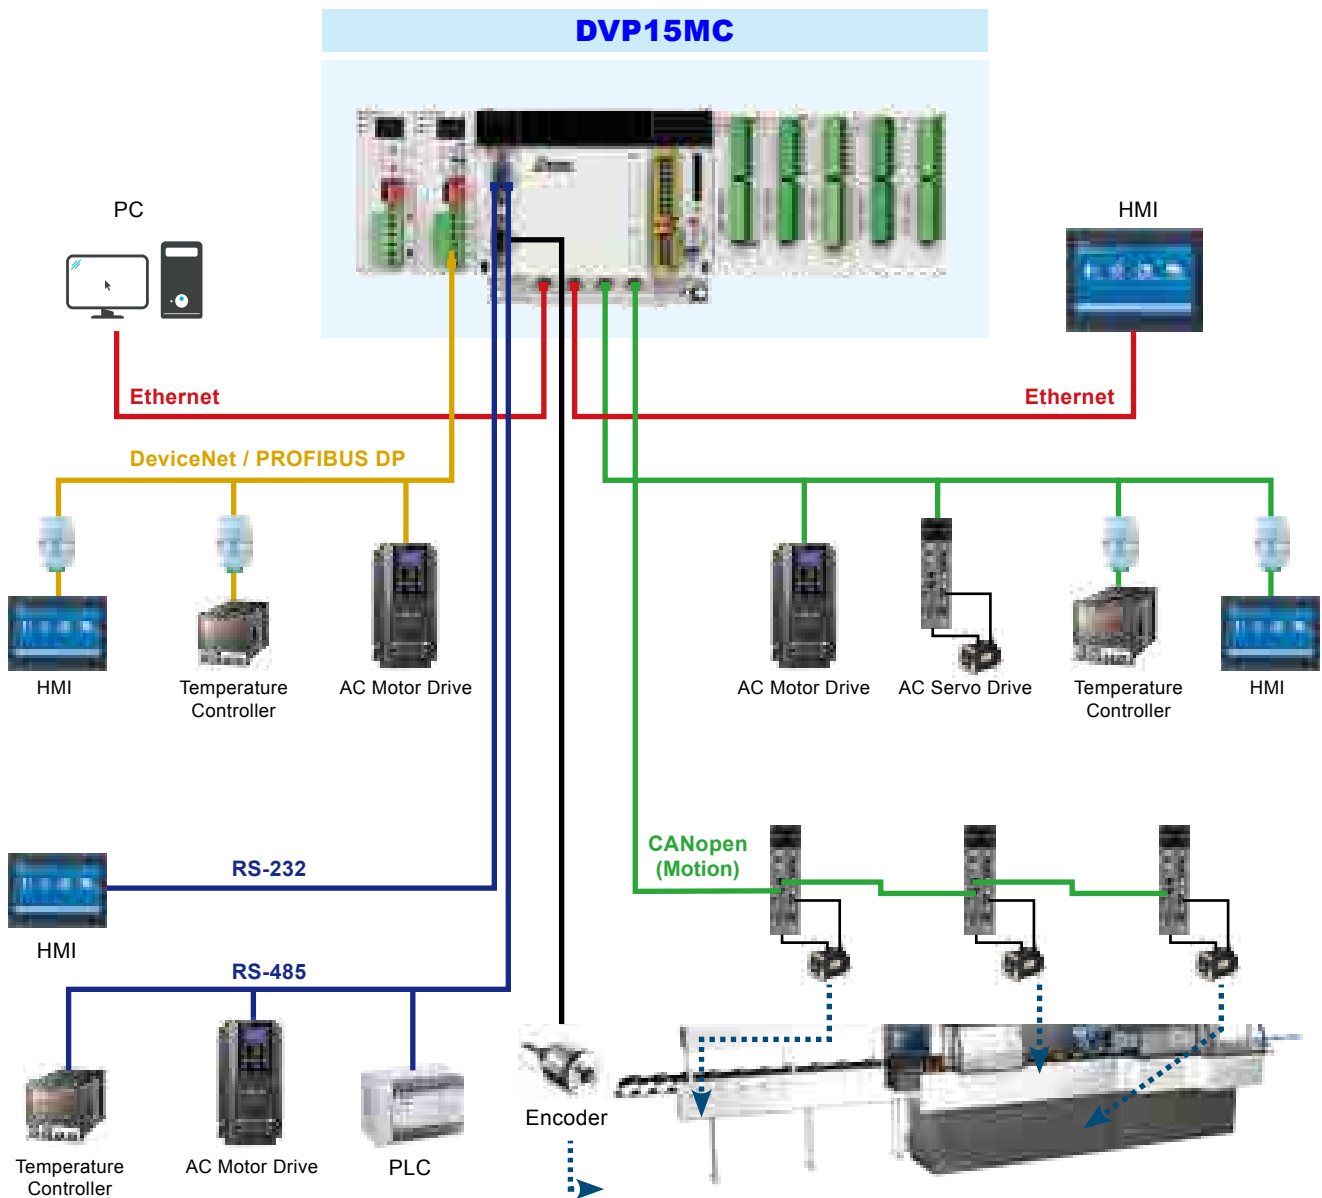 DVP15MC
PC
HMI
Ethernet
Ethernet
DeviceNet / PROFIBUS DP
HMI
Temperature
Controller
AC Motor Drive
AC Motor Drive
AC Servo Drive
Temperature
Controller
HMI
CANopen
(Motion)
RS-232
HMI
RS-485
Temperature
Controller
AC Motor Drive
PLC
Encoder